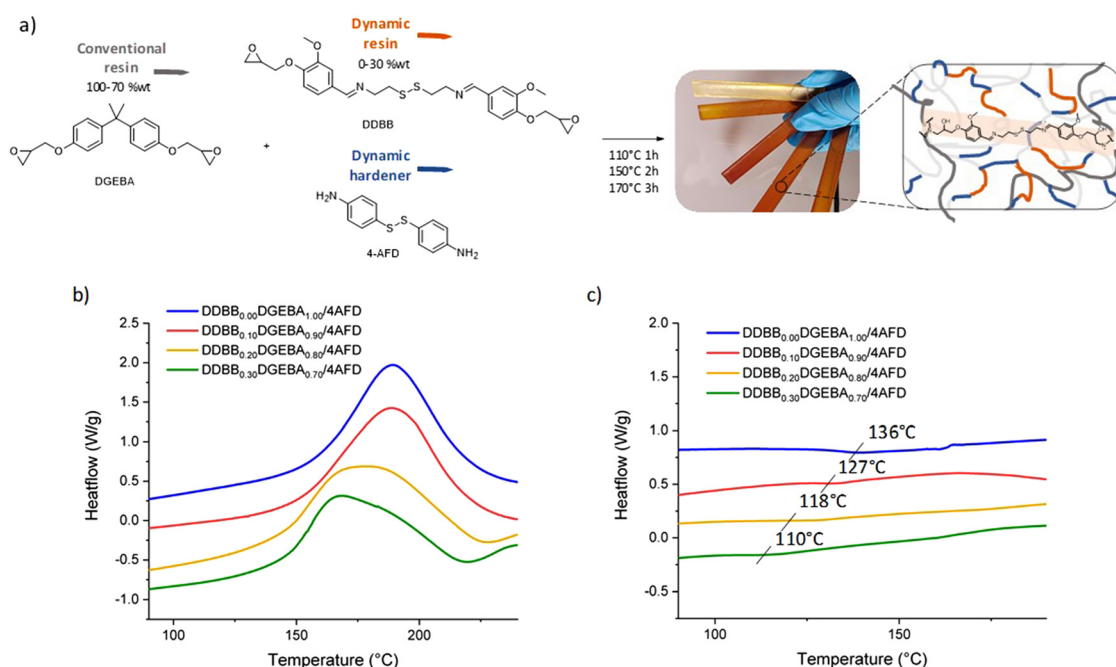 a)
Conventional
resin
100-70 %wt
DGEBA
+
Dynamic
resin
0-30 %wt
DDBB
Dynamic
hardener
4-AFD
110°C 1h
150°C 2h
170°C 3h
b)
DDBB0.00DGEBA1.00/4AFD
DDBB0.10DGEBA0.90/4AFD
DDBB0.20DGEBA0.80/4AFD
DDBB0.30DGEBA0.70/4AFD
Heatflow (W/g)
2.5
2.0
1.5
1.0
0.5
0.0
-0.5
-1.0
100
150
200
Temperature (°C)
c)
DDBB0.00DGEBA1.00/4AFD
DDBB0.10DGEBA0.90/4AFD
DDBB0.20DGEBA0.80/4AFD
DDBB0.30DGEBA0.70/4AFD
136°C
127°C
118°C
110°C
Heatflow (W/g)
2.0
1.5
1.0
0.5
0.0
-0.5
100
150
Temperature (°C)